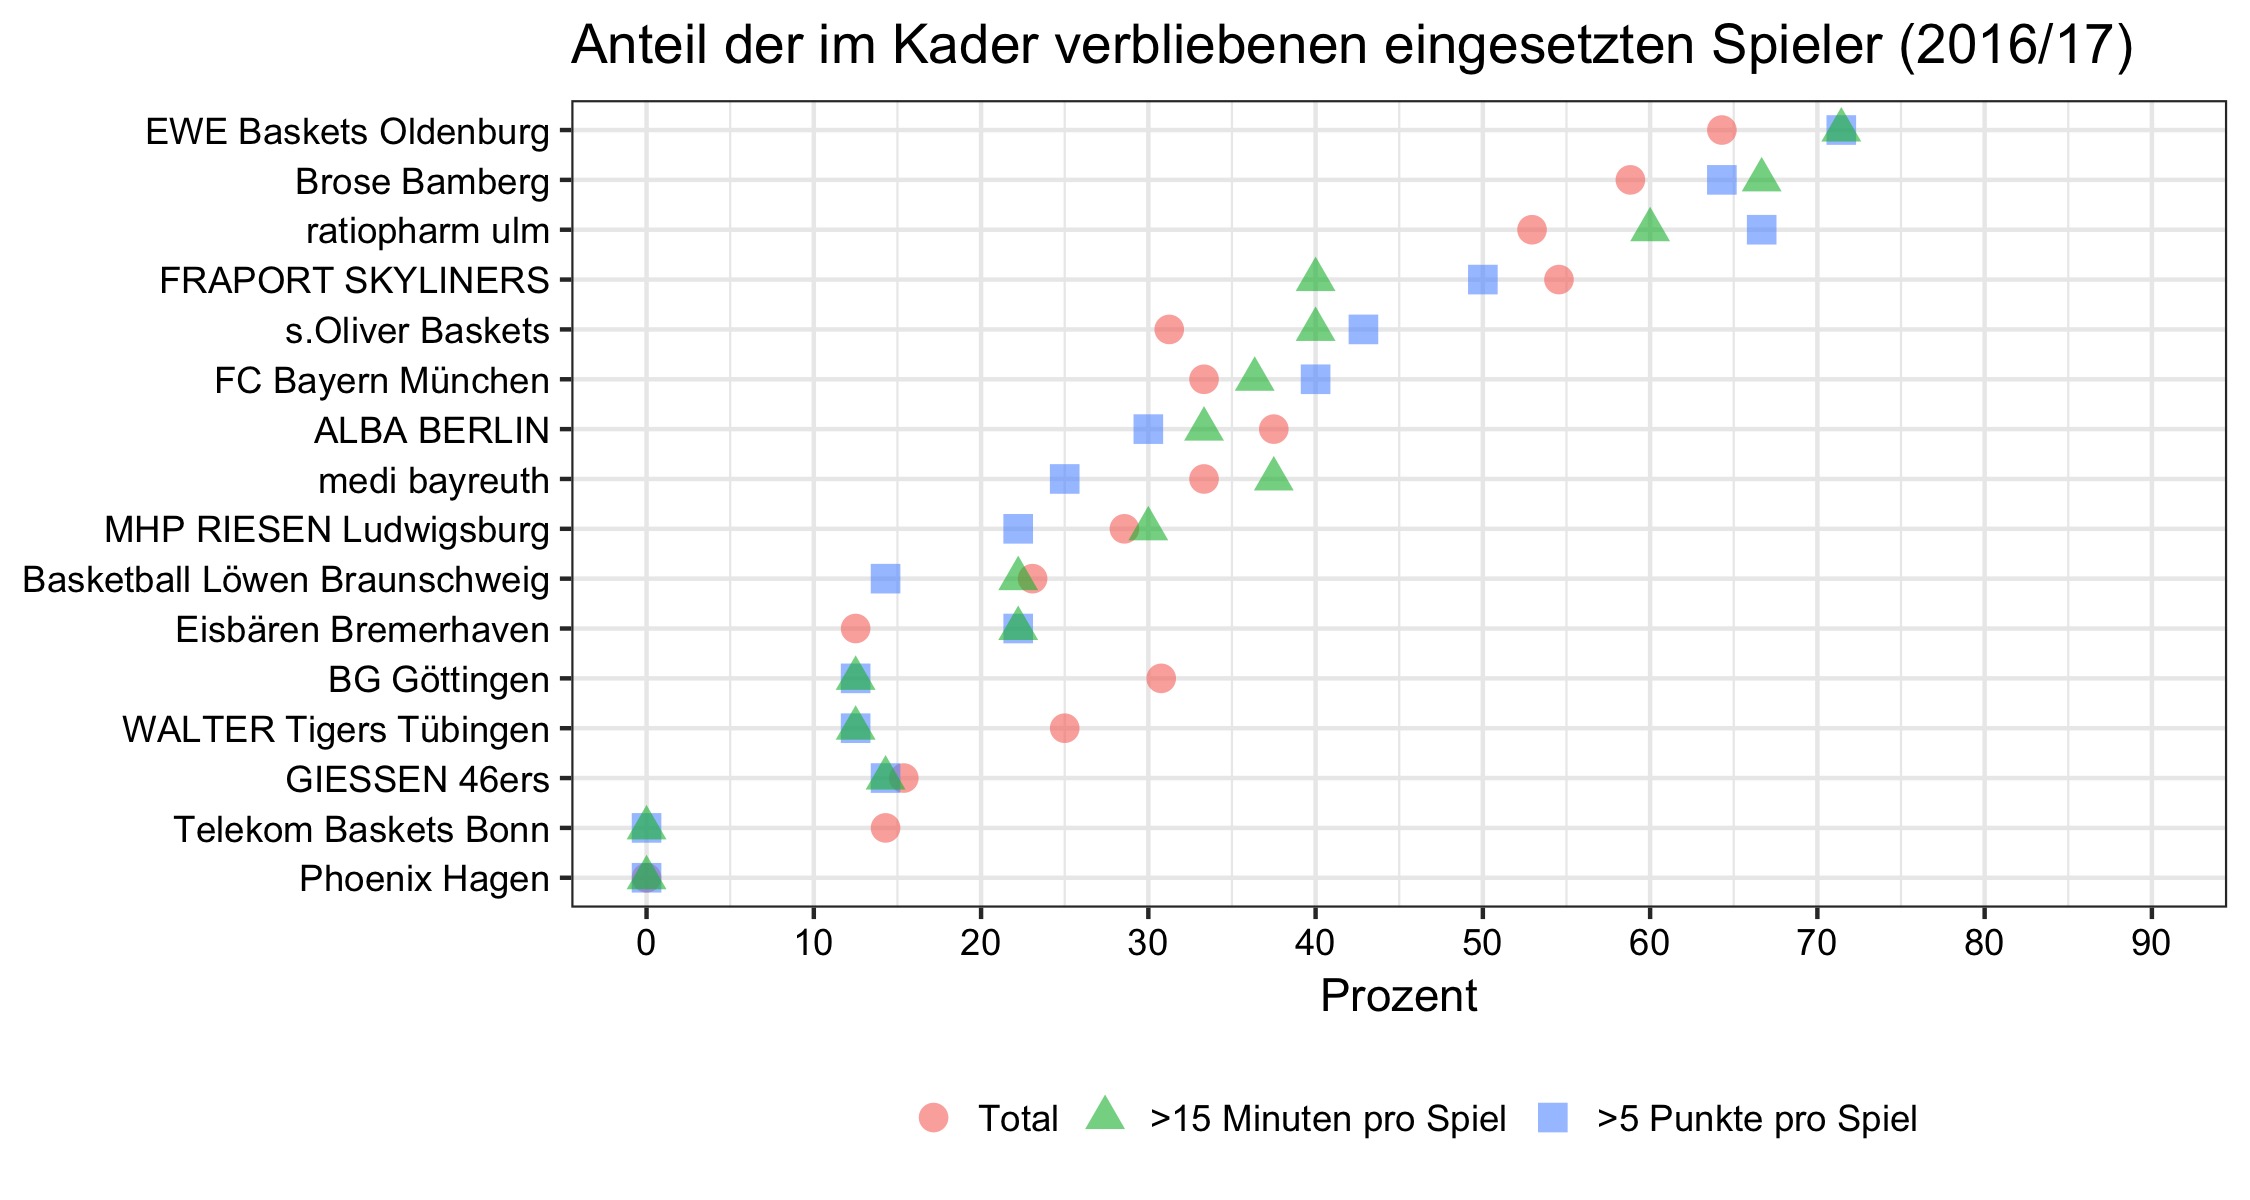 Anteil der im Kader verbliebenen eingesetzten Spieler (2016/17)
EWE Baskets Oldenburg
Brose Bamberg
ratiopharm ulm
FRAPORT SKYLINERS
s.Oliver Baskets
FC Bayern München
ALBA BERLIN
medi bayreuth
MHP RIESEN Ludwigsburg
Basketball Löwen Braunschweig
Eisbären Bremerhaven
BG Göttingen
WALTER Tigers Tübingen
GIESSEN 46ers
Telekom Baskets Bonn
Phoenix Hagen
0 10 20 30 40 50 60 70 80 90
Prozent
Total >15 Minuten pro Spiel >5 Punkte pro Spiel